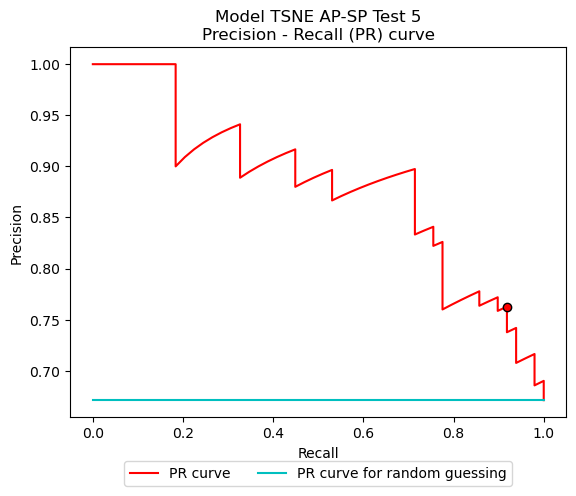 Model TSNE AP-SP Test 5
Precision - Recall (PR) curve
1.00
0.95
0.90
0.85
0.80
0.75
0.70
Precision
0.0 0.2 0.4 0.6 0.8 1.0
Recall
PR curve PR curve for random guessing